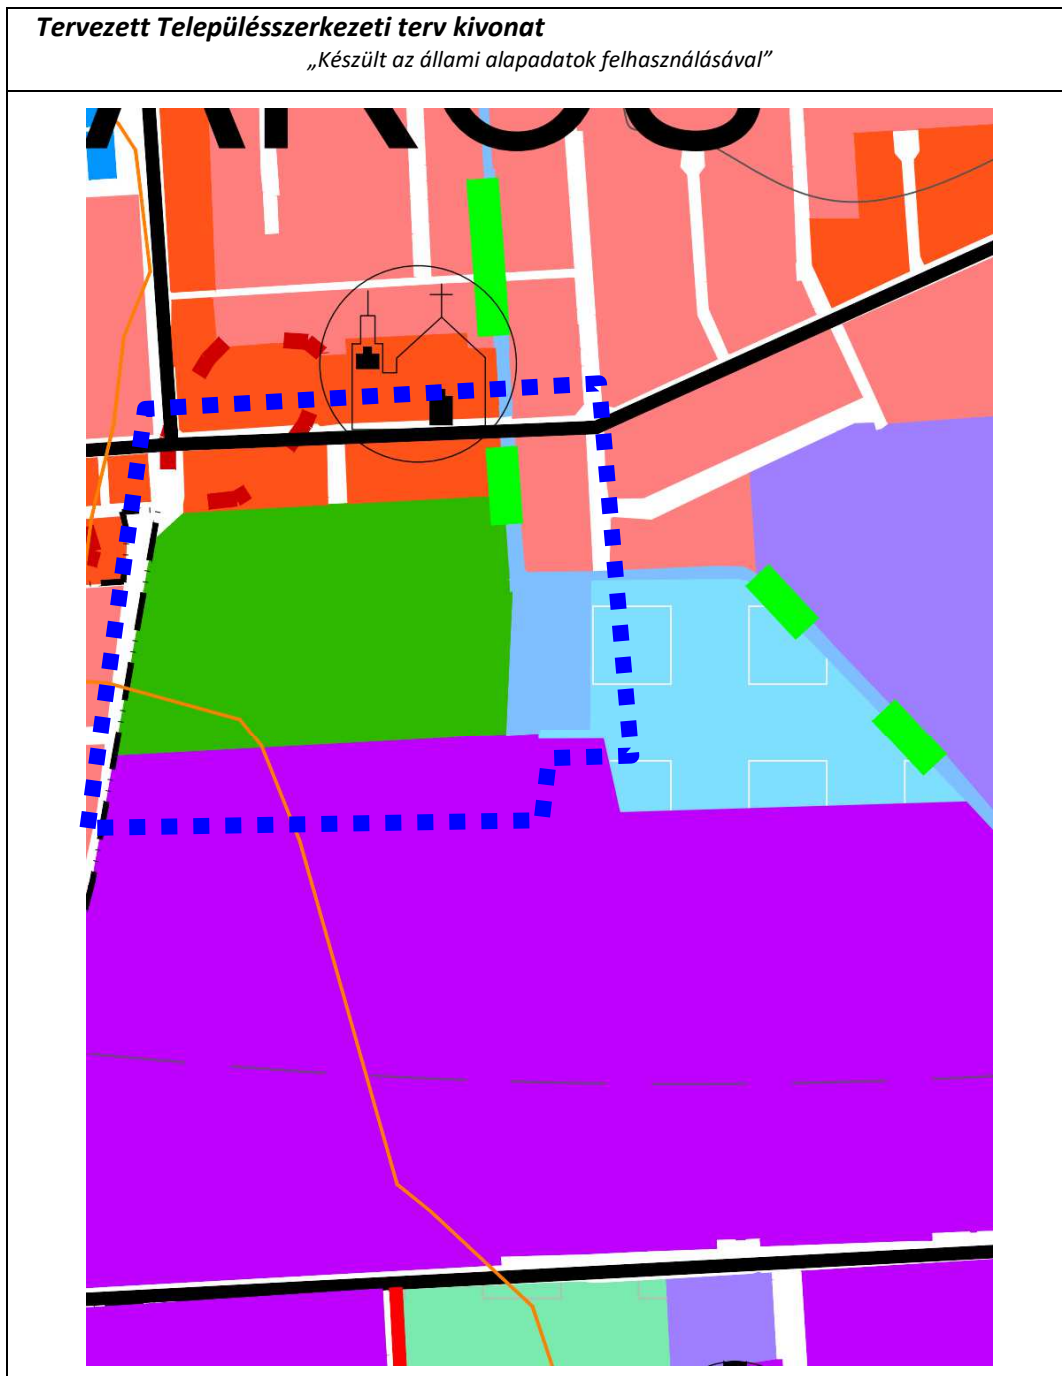 Tervezett Településszerkezeti terv kivonat
„Készült az állami alapadatok felhasználásával”